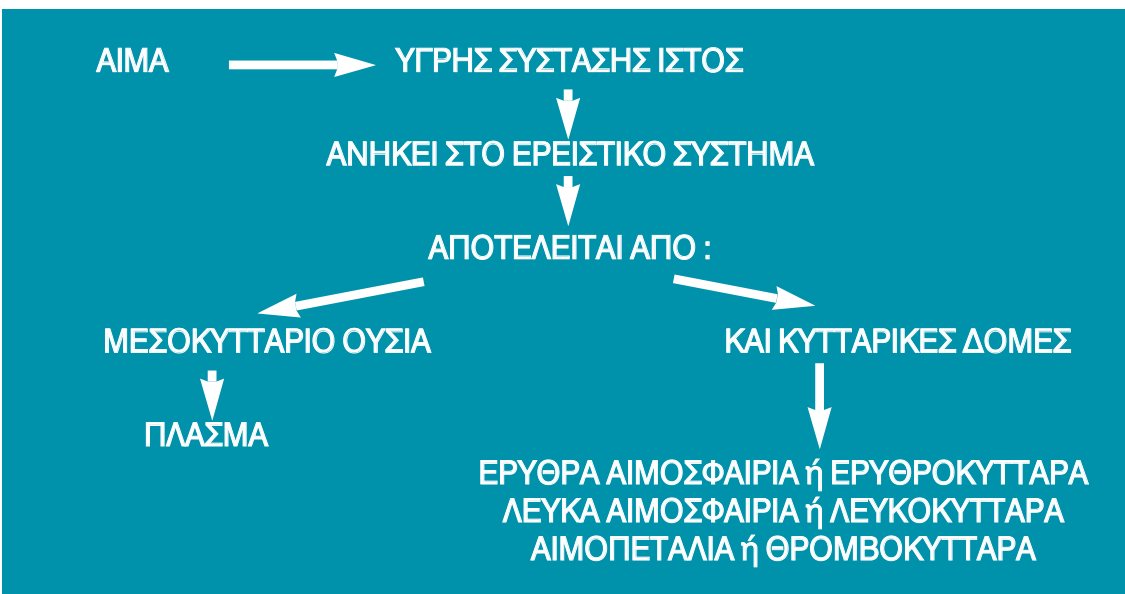 ΑΙΜΑ
ΥΓΡΗΣ ΣΥΣΤΑΣΗΣ ΙΣΤΟΣ
ΑΝΗΚΕΙ ΣΤΟ ΕΡΕΙΣΤΙΚΟ ΣΥΣΤΗΜΑ
ΑΠΟΤΕΛΕΙΤΑΙ ΑΠΟ :
ΜΕΣΟΚΥΤΤΑΡΙΟ ΟΥΣΙΑ
ΚΑΙ ΚΥΤΤΑΡΙΚΕΣ ΔΟΜΕΣ
ΠΛΑΣΜΑ
ΕΡΥΘΡΑ ΑΙΜΟΣΦΑΙΡΙΑ ή ΕΡΥΘΡΟΚΥΤΤΑΡΑ
ΛΕΥΚΑ ΑΙΜΟΣΦΑΙΡΙΑ ή ΛΕΥΚΟΚΥΤΤΑΡΑ
ΑΙΜΟΠΕΤΑΛΙΑ ή ΘΡΟΜΒΟΚΥΤΤΑΡΑ